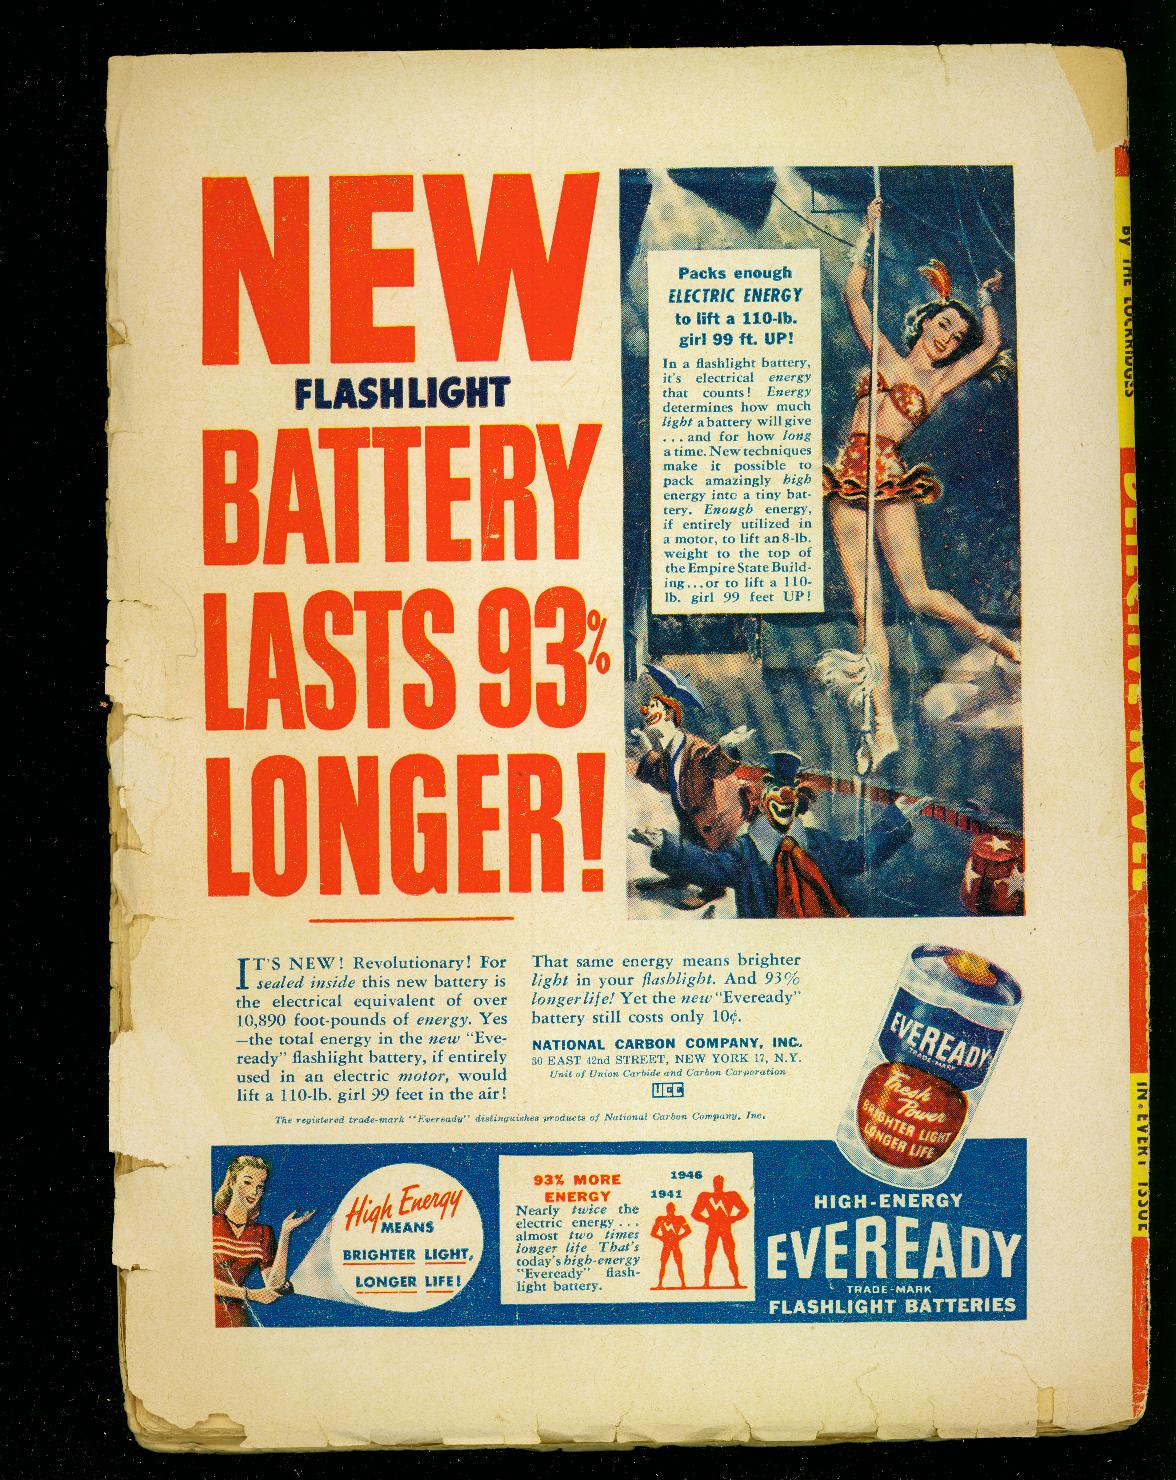 NEW
FLASHLIGHT
BATTERY
LASTS 93%
LONGER!
Packs enough
ELECTRIC ENERGY
to lift a 110-lb.
girl 99 ft. UP!
In a flashlight battery,
it's electrical energy
that counts! Energy
determines how much
light a battery will give
. . . and for how long
a time. New techniques
make it possible to
pack amazingly high
energy into a tiny bat-
tery. Enough energy,
if entirely utilized in
a motor, to lift an 8-lb.
weight to the top of
the Empire State Build-
ing...or to lift a 110-
lb. girl 99 feet UP!
IT'S NEW! Revolutionary! For
sealed inside this new battery is
the electrical equivalent of over
10,890 foot-pounds of energy. Yes
—the total energy in the new "Eve-
ready" flashlight battery, if entirely
used in an electric motor, would
lift a 110-lb. girl 99 feet in the air!
That same energy means brighter
light in your flashlight. And 93%
longer life! Yet the new "Eveready"
battery still costs only 10¢.
NATIONAL CARBON COMPANY, INC.
30 EAST 42nd STREET, NEW YORK 17, N.Y.
Unit of Union Carbide and Carbon Corporation
The registered trade-mark "Eveready" distinguishes products of National Carbon Company, Inc.
EVEREADY
TRADE-MARK
Fresh
Power
BRIGHTER LIGHT
LONGER LIFE
High Energy
MEANS
BRIGHTER LIGHT,
LONGER LIFE!
93% MORE
ENERGY
Nearly twice the
electric energy . . .
almost two times
longer life That's
today's high-energy
"Eveready" flash-
light battery.
1941
1946
HIGH-ENERGY
EVEREADY
TRADE-MARK
FLASHLIGHT BATTERIES
BY THE LOCKRIDGES
IN EVERY ISSUE